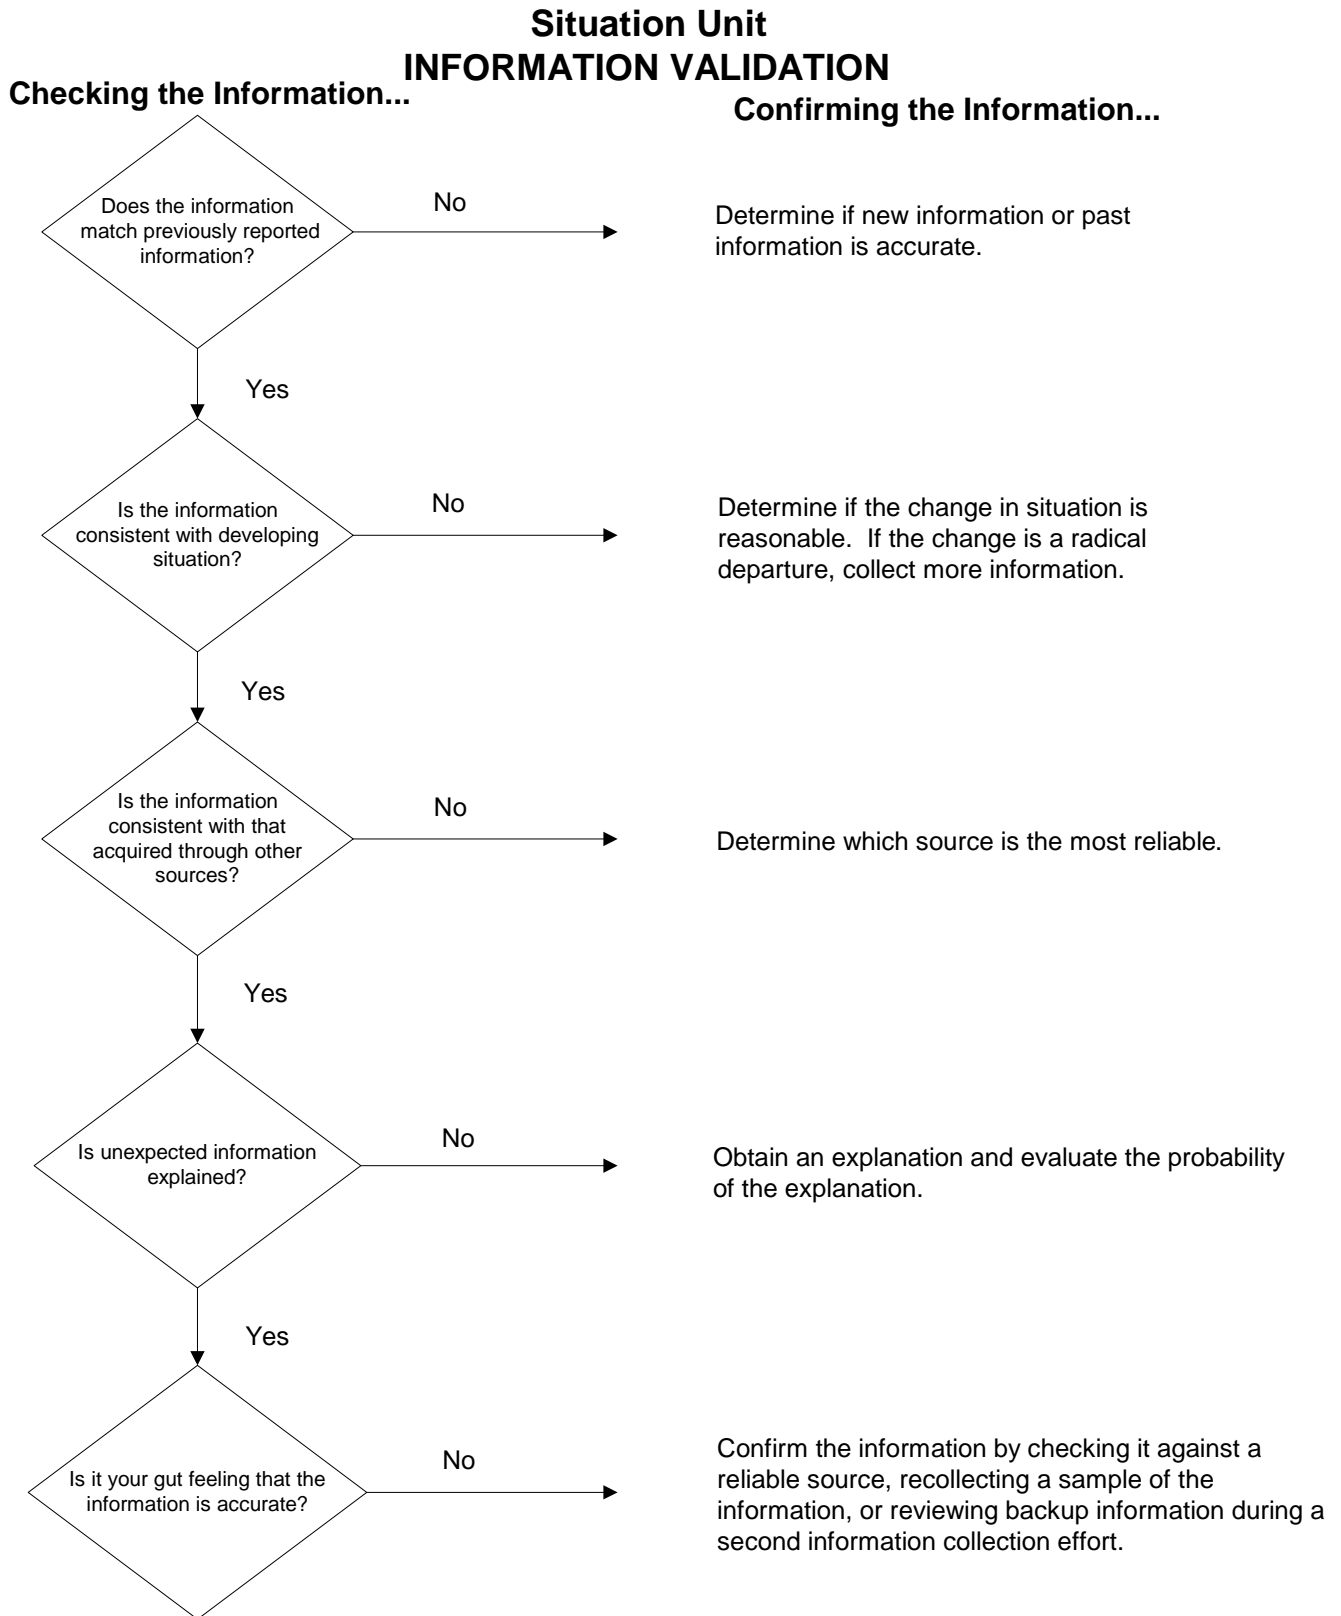 Situation Unit
INFORMATION VALIDATION
Checking the Information...
Confirming the Information...
Does the information
match previously reported
information?
No
Determine if new information or past
information is accurate.
Yes
Is the information
consistent with developing
situation?
No
Determine if the change in situation is
reasonable.  If the change is a radical
departure, collect more information.
Yes
Is the information
consistent with that
acquired through other
sources?
No
Determine which source is the most reliable.
Yes
Is unexpected information
explained?
No
Obtain an explanation and evaluate the probability
of the explanation.
Yes
Is it your gut feeling that the
information is accurate?
No
Confirm the information by checking it against a
reliable source, recollecting a sample of the
information, or reviewing backup information during a
second information collection effort.